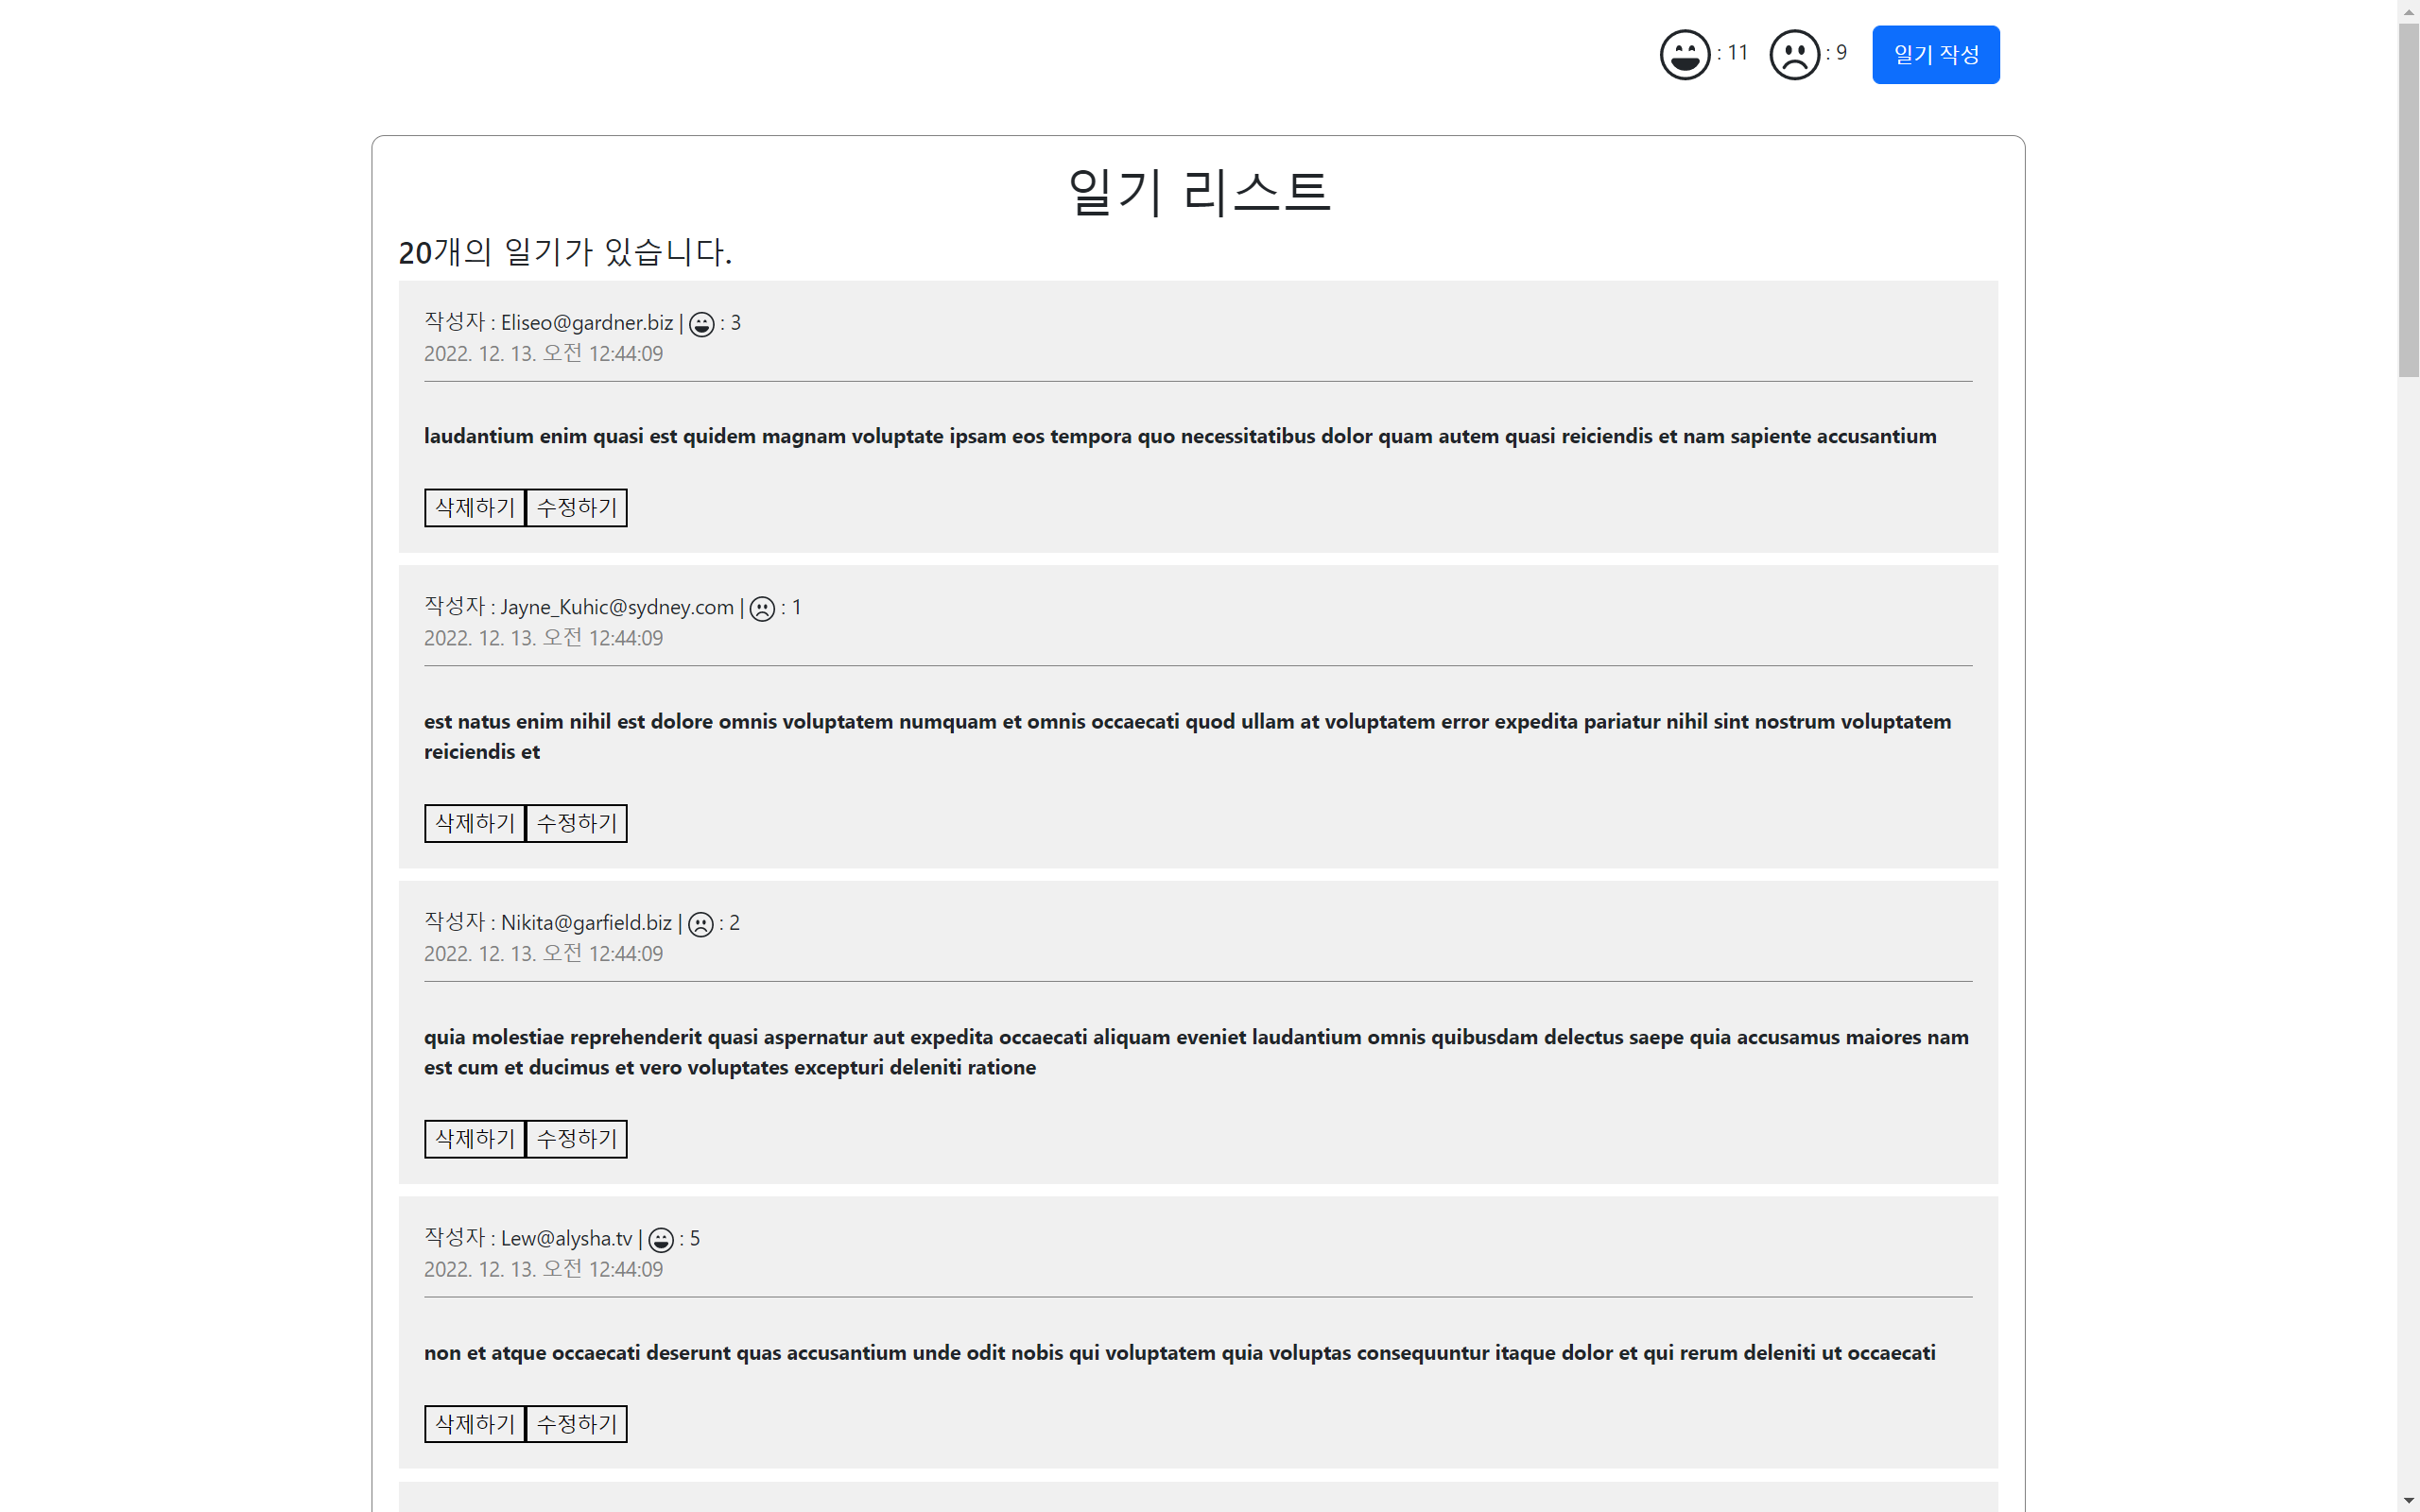 : 11 : 9 일기 작성
일기 리스트
20개의 일기가 있습니다.
작성자 : Eliseo@gardner.biz | : 3
2022. 12. 13. 오전 12:44:09
laudantium enim quasi est quidem magnam voluptate ipsam eos tempora quo necessitatibus dolor quam autem quasi reiciendis et nam sapiente accusantium
삭제하기 수정하기
작성자 : Jayne_Kuhic@sydney.com | : 1
2022. 12. 13. 오전 12:44:09
est natus enim nihil est dolore omnis voluptatem numquam et omnis occaecati quod ullam at voluptatem error expedita pariatur nihil sint nostrum voluptatem
reiciendis et
삭제하기 수정하기
작성자 : Nikita@garfield.biz | : 2
2022. 12. 13. 오전 12:44:09
quia molestiae reprehenderit quasi aspernatur aut expedita occaecati aliquam eveniet laudantium omnis quibusdam delectus saepe quia accusamus maiores nam
est cum et ducimus et vero voluptates excepturi deleniti ratione
삭제하기 수정하기
작성자 : Lew@alysha.tv | : 5
2022. 12. 13. 오전 12:44:09
non et atque occaecati deserunt quas accusantium unde odit nobis qui voluptatem quia voluptas consequuntur itaque dolor et qui rerum deleniti ut occaecati
삭제하기 수정하기